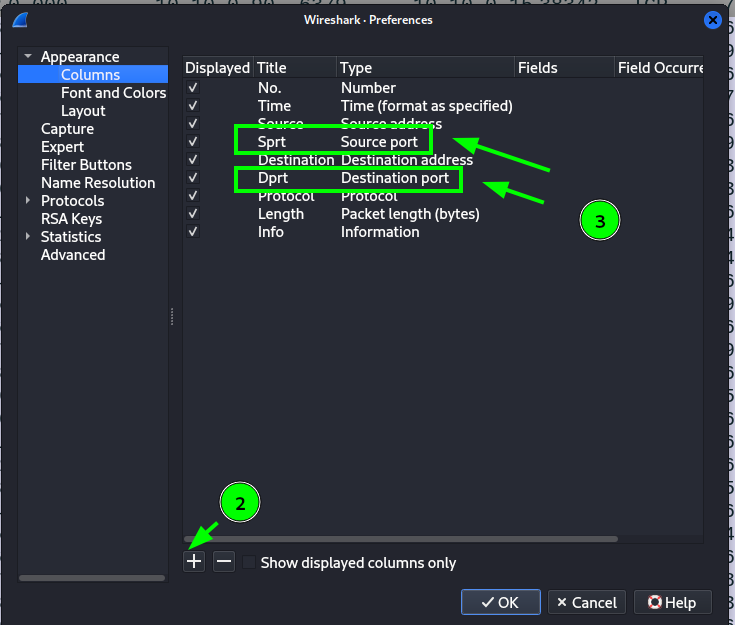 Wireshark · Preferences
Appearance
Columns
Font and Colors
Layout
Capture
Expert
Filter Buttons
Name Resolution
Protocols
RSA Keys
Statistics
Advanced
Displayed Title Type Fields Field Occurre
No. Number
Time Time (format as specified)
Source Source address
Sprt Source port
Destination Destination address
Dprt Destination port
Protocol Protocol
Length Packet length (bytes)
Info Information
3
2
Show displayed columns only
OK Cancel Help